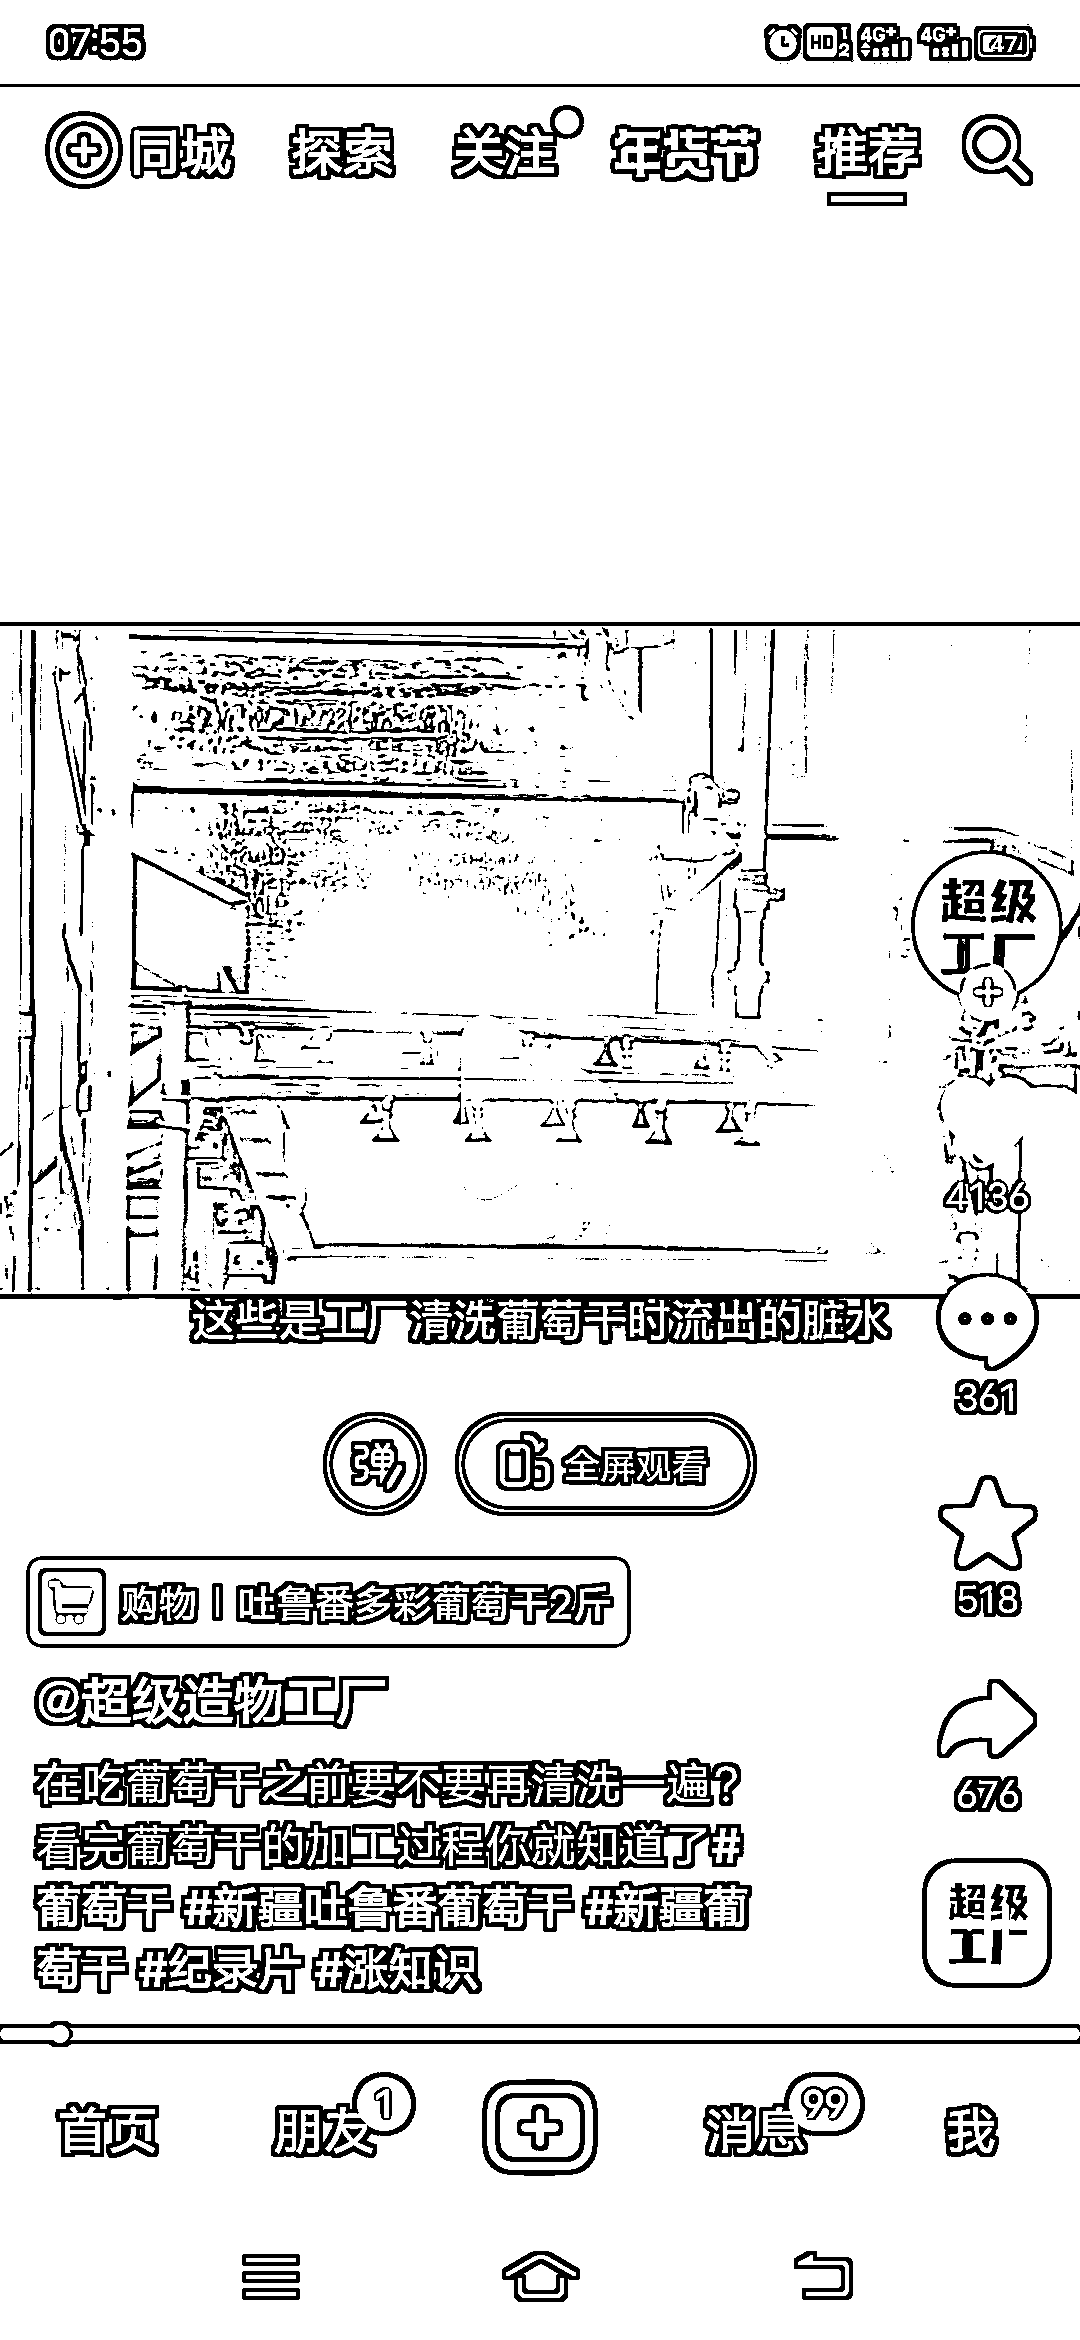 07:55
HD 1 2 4G+ 4G+ 47
同城 探索 关注 年货节 推荐
超级
工厂
4136
这些是工厂清洗葡萄干时流出的脏水
361
弹 全屏观看
518
购物 | 吐鲁番多彩葡萄干2斤
@超级造物工厂
676
在吃葡萄干之前要不要再清洗一遍?
看完葡萄干的加工过程你就知道了#
葡萄干 #新疆吐鲁番葡萄干 #新疆葡
萄干 #纪录片 #涨知识
超级
工厂
首页 朋友 1 消息 99 我